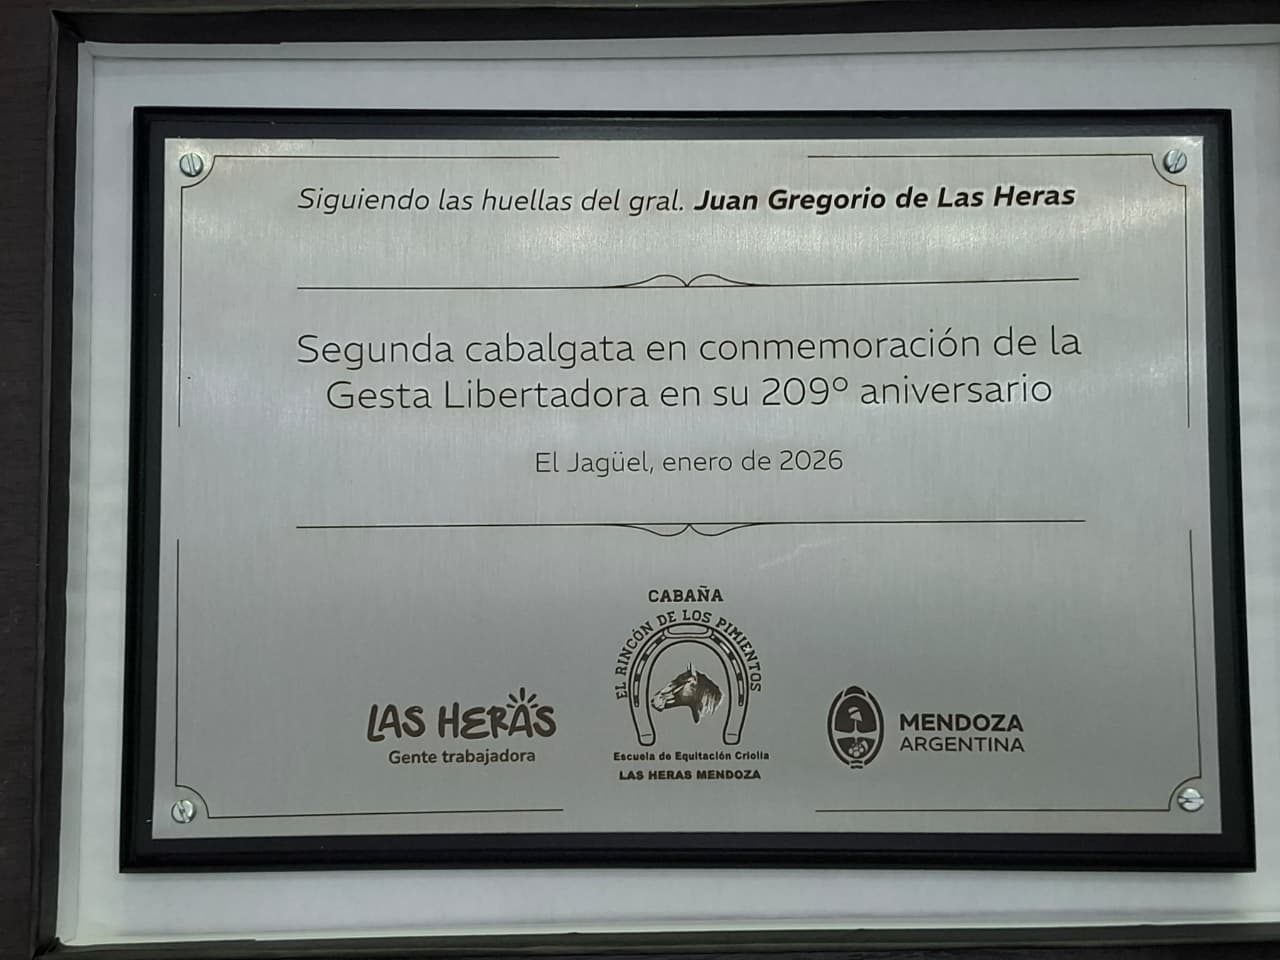 Siguiendo las huellas del gral. Juan Gregorio de Las Heras
Segunda cabalgata en conmemoración de la
Gesta Libertadora en su 209º aniversario
El Jagüel, enero de 2026
CABAÑA
EL RINCÓN DE LOS PIMIENTOS
Escuela de Equitación Criolla
LAS HERAS MENDOZA
LAS HERAS
Gente trabajadora
MENDOZA
ARGENTINA